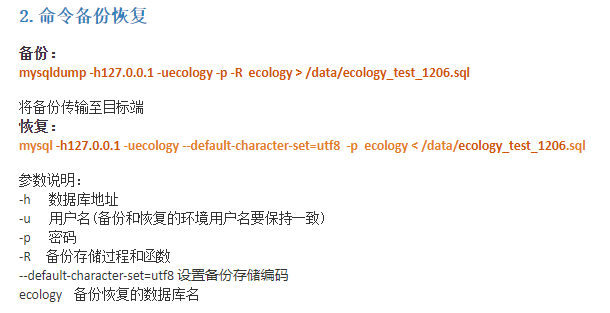 2. 命令备份恢复
备份：
mysqldump -h127.0.0.1 -uecology -p -R ecology > /data/ecology_test_1206.sql
将备份传输至目标端
恢复：
mysql -h127.0.0.1 -uecology --default-character-set=utf8 -p ecology < /data/ecology_test_1206.sql
参数说明：
-h 数据库地址
-u 用户名(备份和恢复的环境用户名要保持一致)
-p 密码
-R 备份存储过程和函数
--default-character-set=utf8 设置备份存储编码
ecology 备份恢复的数据库名